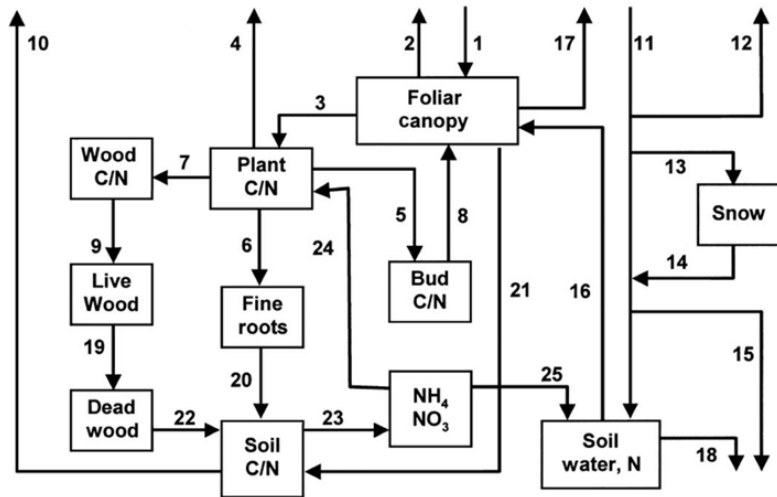 10
4
2
1
17
11
12
Foliar
canopy
3
Wood
C/N
7
Plant
C/N
13
Snow
5
8
6
24
9
14
Live
Wood
Fine
roots
Bud
C/N
21
16
19
20
15
Dead
wood
22
Soil
C/N
23
NH₄
NO₃
25
Soil
water, N
18